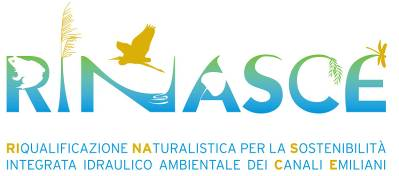 RINASCE
RIQUALIFICAZIONE NATURALISTICA PER LA SOSTENIBILITÀ
INTEGRATA IDRAULICO AMBIENTALE DEI CANALI EMILIANI